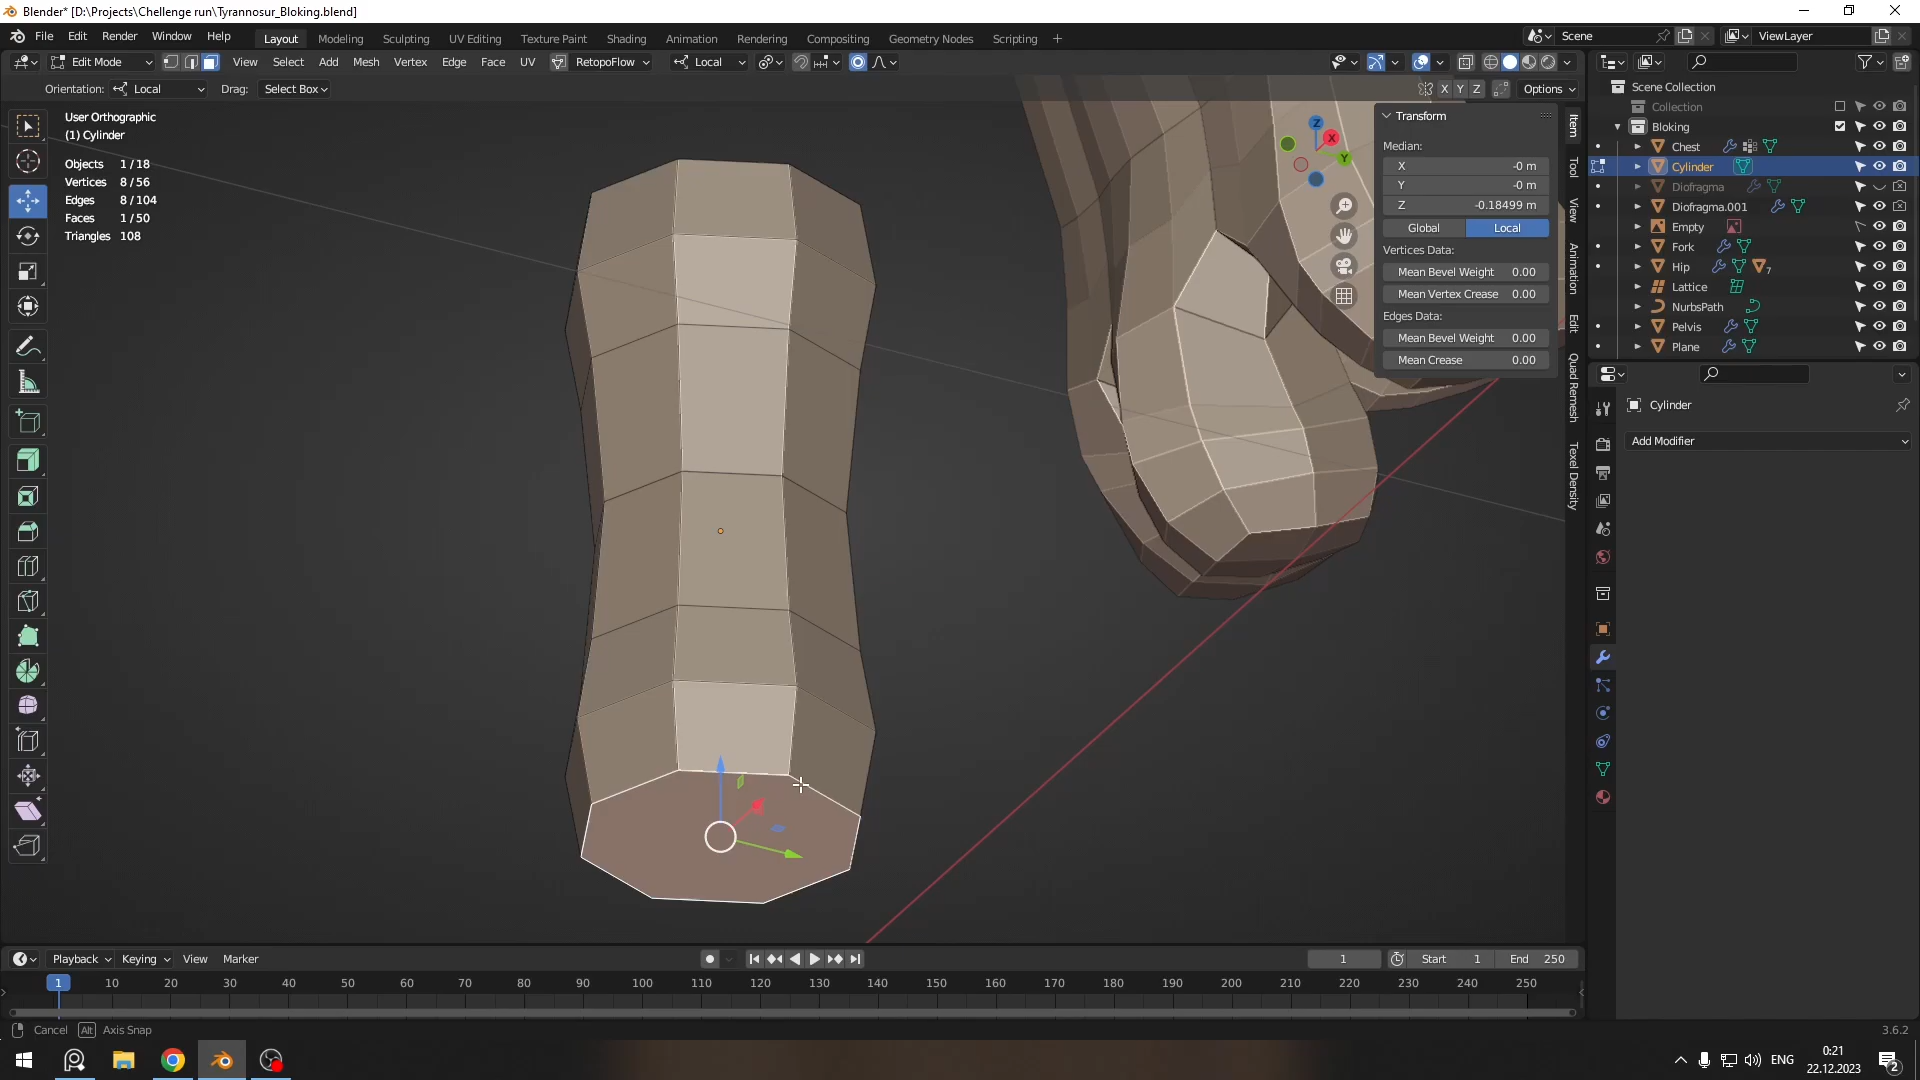 Blender* [D:\Projects\Chellenge run\Tyrannosur_Bloking.blend]
File Edit Render Window Help Layout Modeling Sculpting UV Editing Texture Paint Shading Animation Rendering Compositing Geometry Nodes Scripting + Scene ViewLayer
Edit Mode View Select Add Mesh Vertex Edge Face UV RetopoFlow Local
Orientation: Local Drag: Select Box X Y Z Options
User Orthographic
(1) Cylinder
Objects 1 / 18
Vertices 8 / 56
Edges 8 / 104
Faces 1 / 50
Triangles 108
Z X Y
Transform
Median:
X -0 m
Y -0 m
Z -0.18499 m
Global Local
Vertices Data:
Mean Bevel Weight 0.00
Mean Vertex Crease 0.00
Edges Data:
Mean Bevel Weight 0.00
Mean Crease 0.00
Item
Tool
View
Animation
Edit
Quad Remesh
Texel Density
Scene Collection
Collection
Bloking
Chest
Cylinder
Diofragma
Diofragma.001
Empty
Fork
Hip 7
Lattice
NurbsPath
Pelvis
Plane
Cylinder
Add Modifier
Playback Keying View Marker 1 Start 1 End 250
1 10 20 30 40 50 60 70 80 90 100 110 120 130 140 150 160 170 180 190 200 210 220 230 240 250
Cancel Alt Axis Snap 3.6.2
ENG 0:21
22.12.2023 2